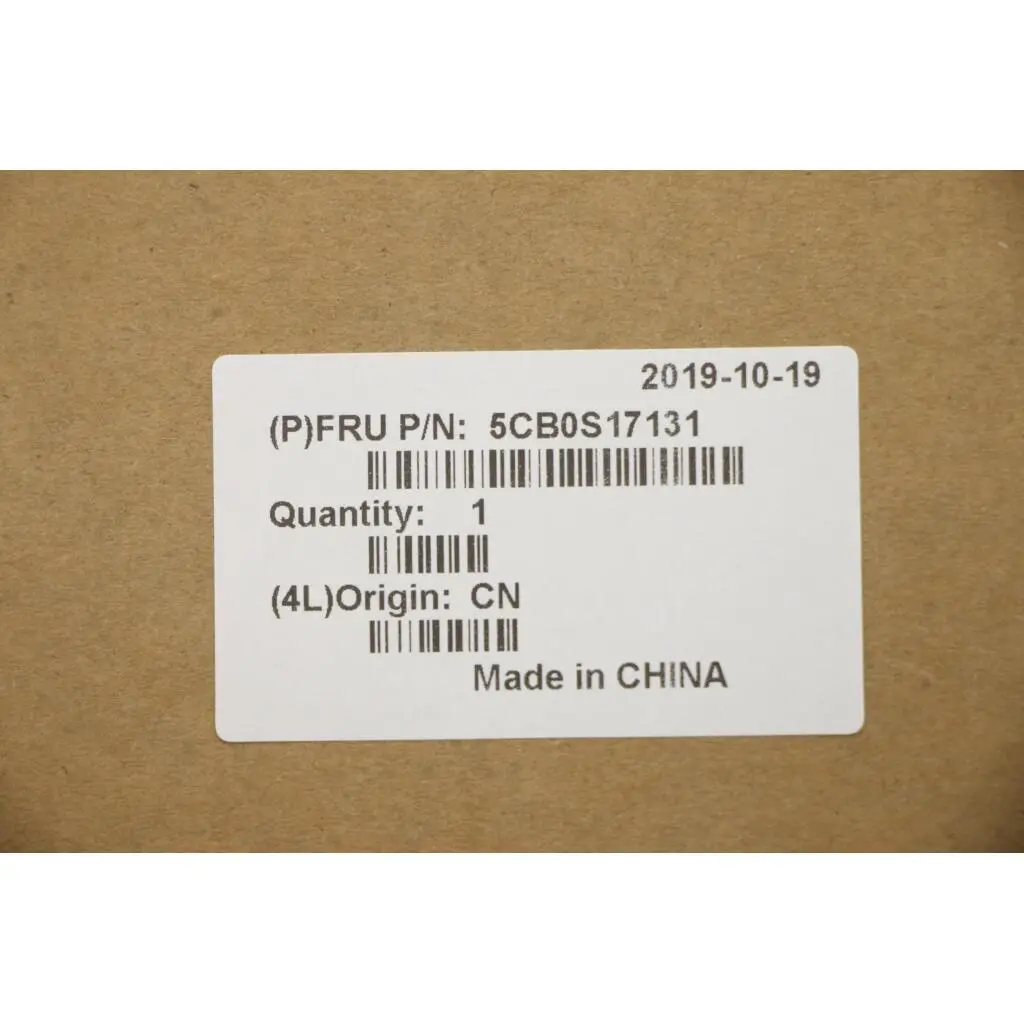 2019-10-19
(P)FRU P/N: 5CB0S17131
Quantity: 1
(4L)Origin: CN
Made in CHINA